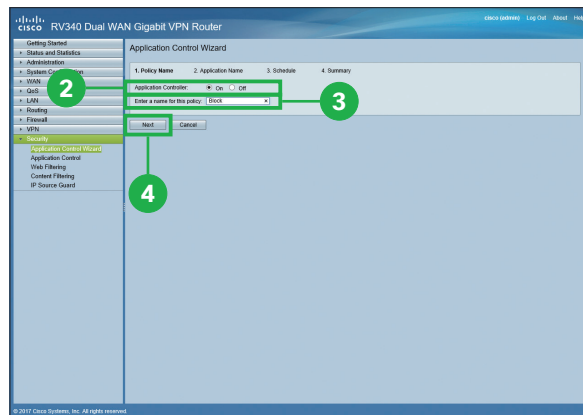 cisco RV340 Dual WAN Gigabit VPN Router
cisco (admin) Log Out About Help
Getting Started
Status and Statistics
Administration
System
WAN
QoS
LAN
Routing
Firewall
VPN
Security
Application Control Wizard
Application Control
Web Filtering
Content Filtering
IP Source Guard
Application Control Wizard
1. Policy Name 2. Application Name 3. Schedule 4. Summary
Application Controller: On Off
Enter a name for this policy: Block x
Next Cancel
2
3
4
© 2017 Cisco Systems, Inc. All rights reserved.